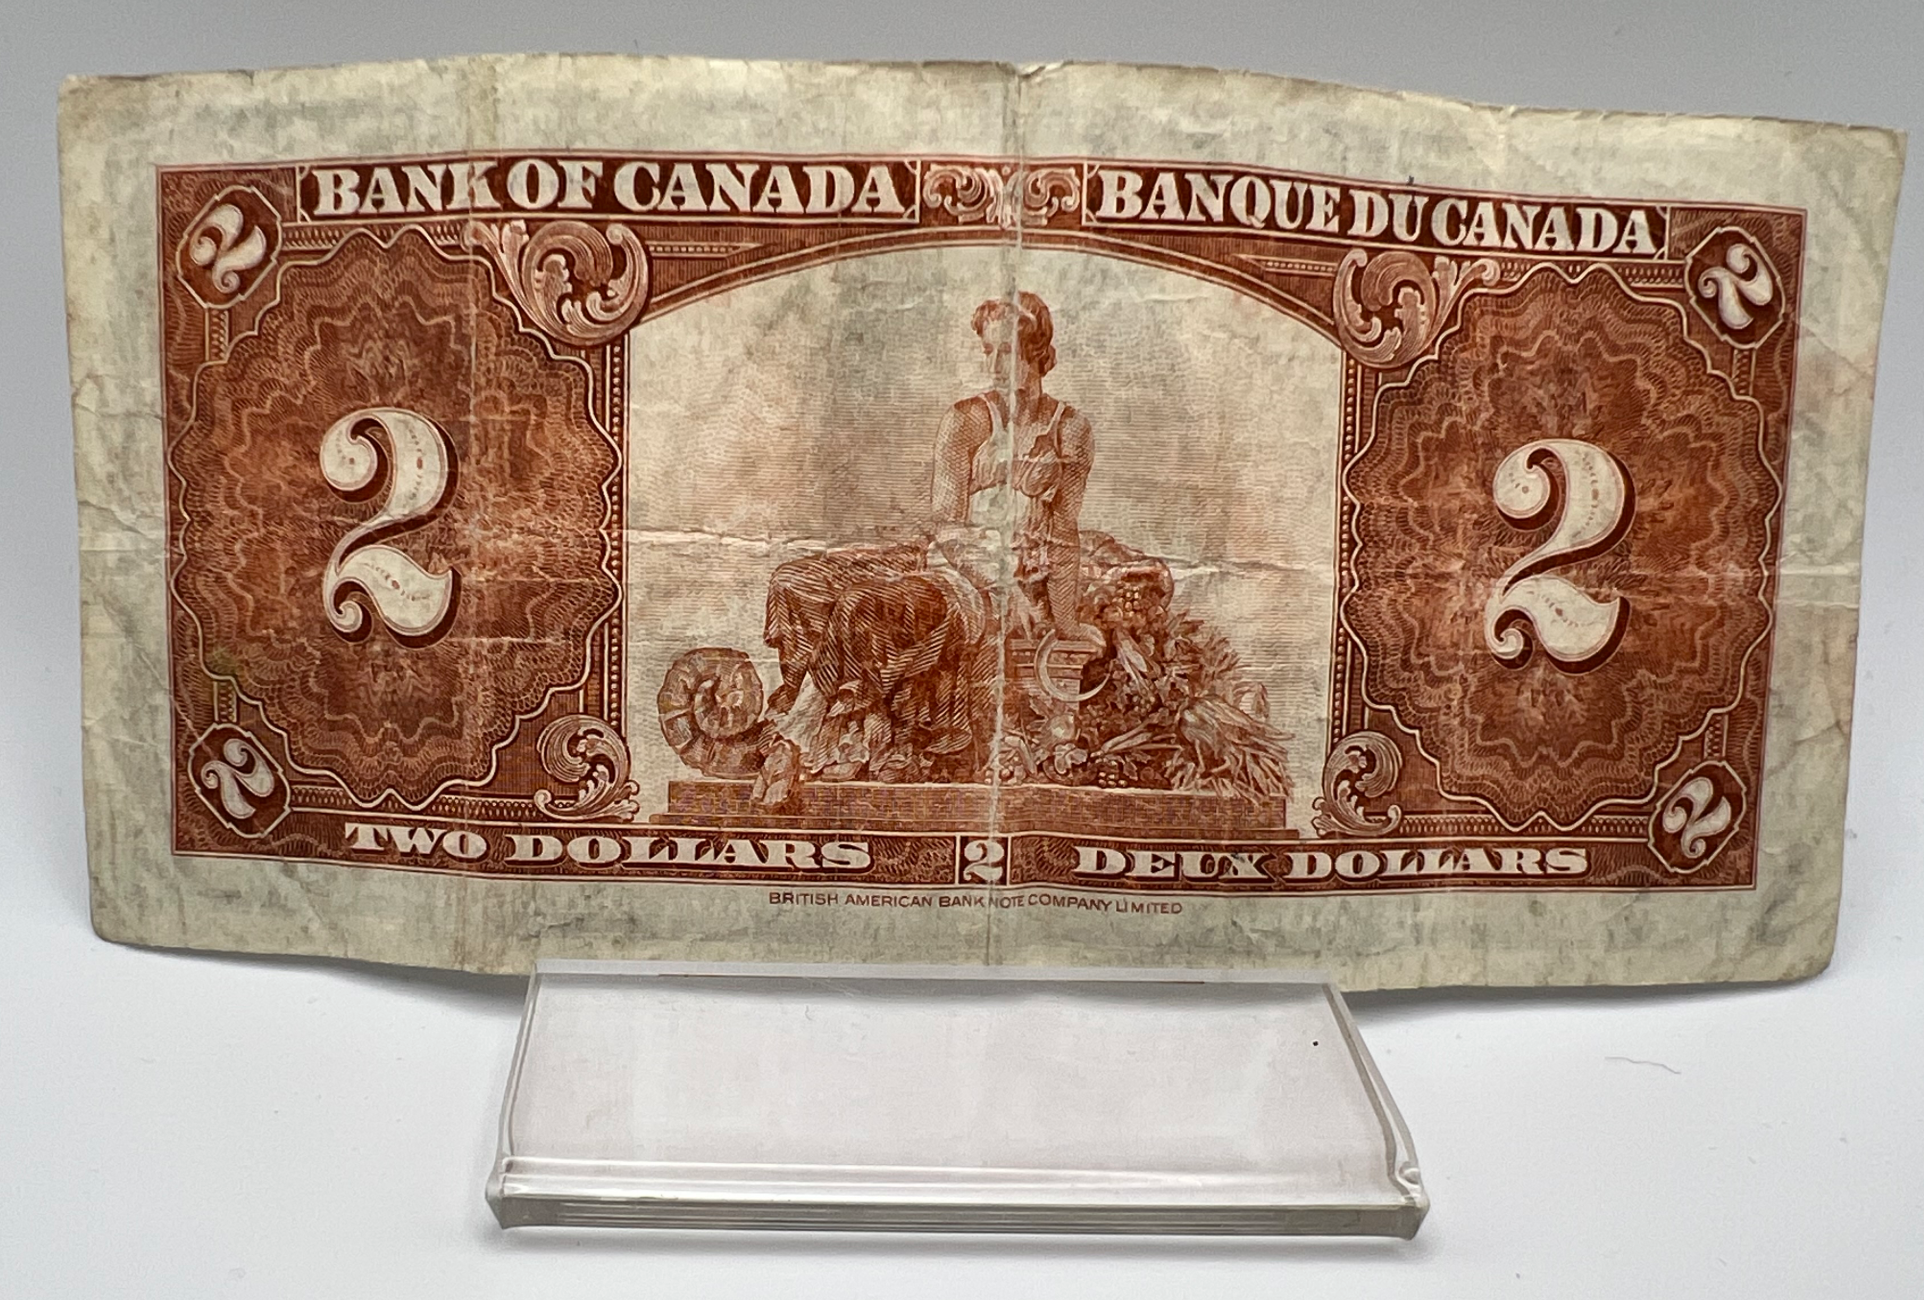 BANK OF CANADA BANQUE DU CANADA
2 2
2 2
2 2
TWO DOLLARS 2 DEUX DOLLARS
BRITISH AMERICAN BANK NOTE COMPANY LIMITED